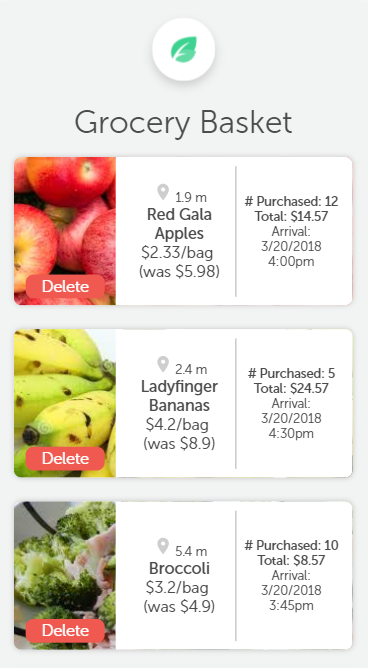 Grocery Basket
1.9 m
Red Gala
Apples
$2.33/bag
(was $5.98)
# Purchased: 12
Total: $14.57
Arrival:
3/20/2018
4:00pm
Delete
2.4 m
Ladyfinger
Bananas
$4.2/bag
(was $8.9)
# Purchased: 5
Total: $24.57
Arrival:
3/20/2018
4:30pm
Delete
5.4 m
Broccoli
$3.2/bag
(was $4.9)
# Purchased: 10
Total: $8.57
Arrival:
3/20/2018
3:45pm
Delete